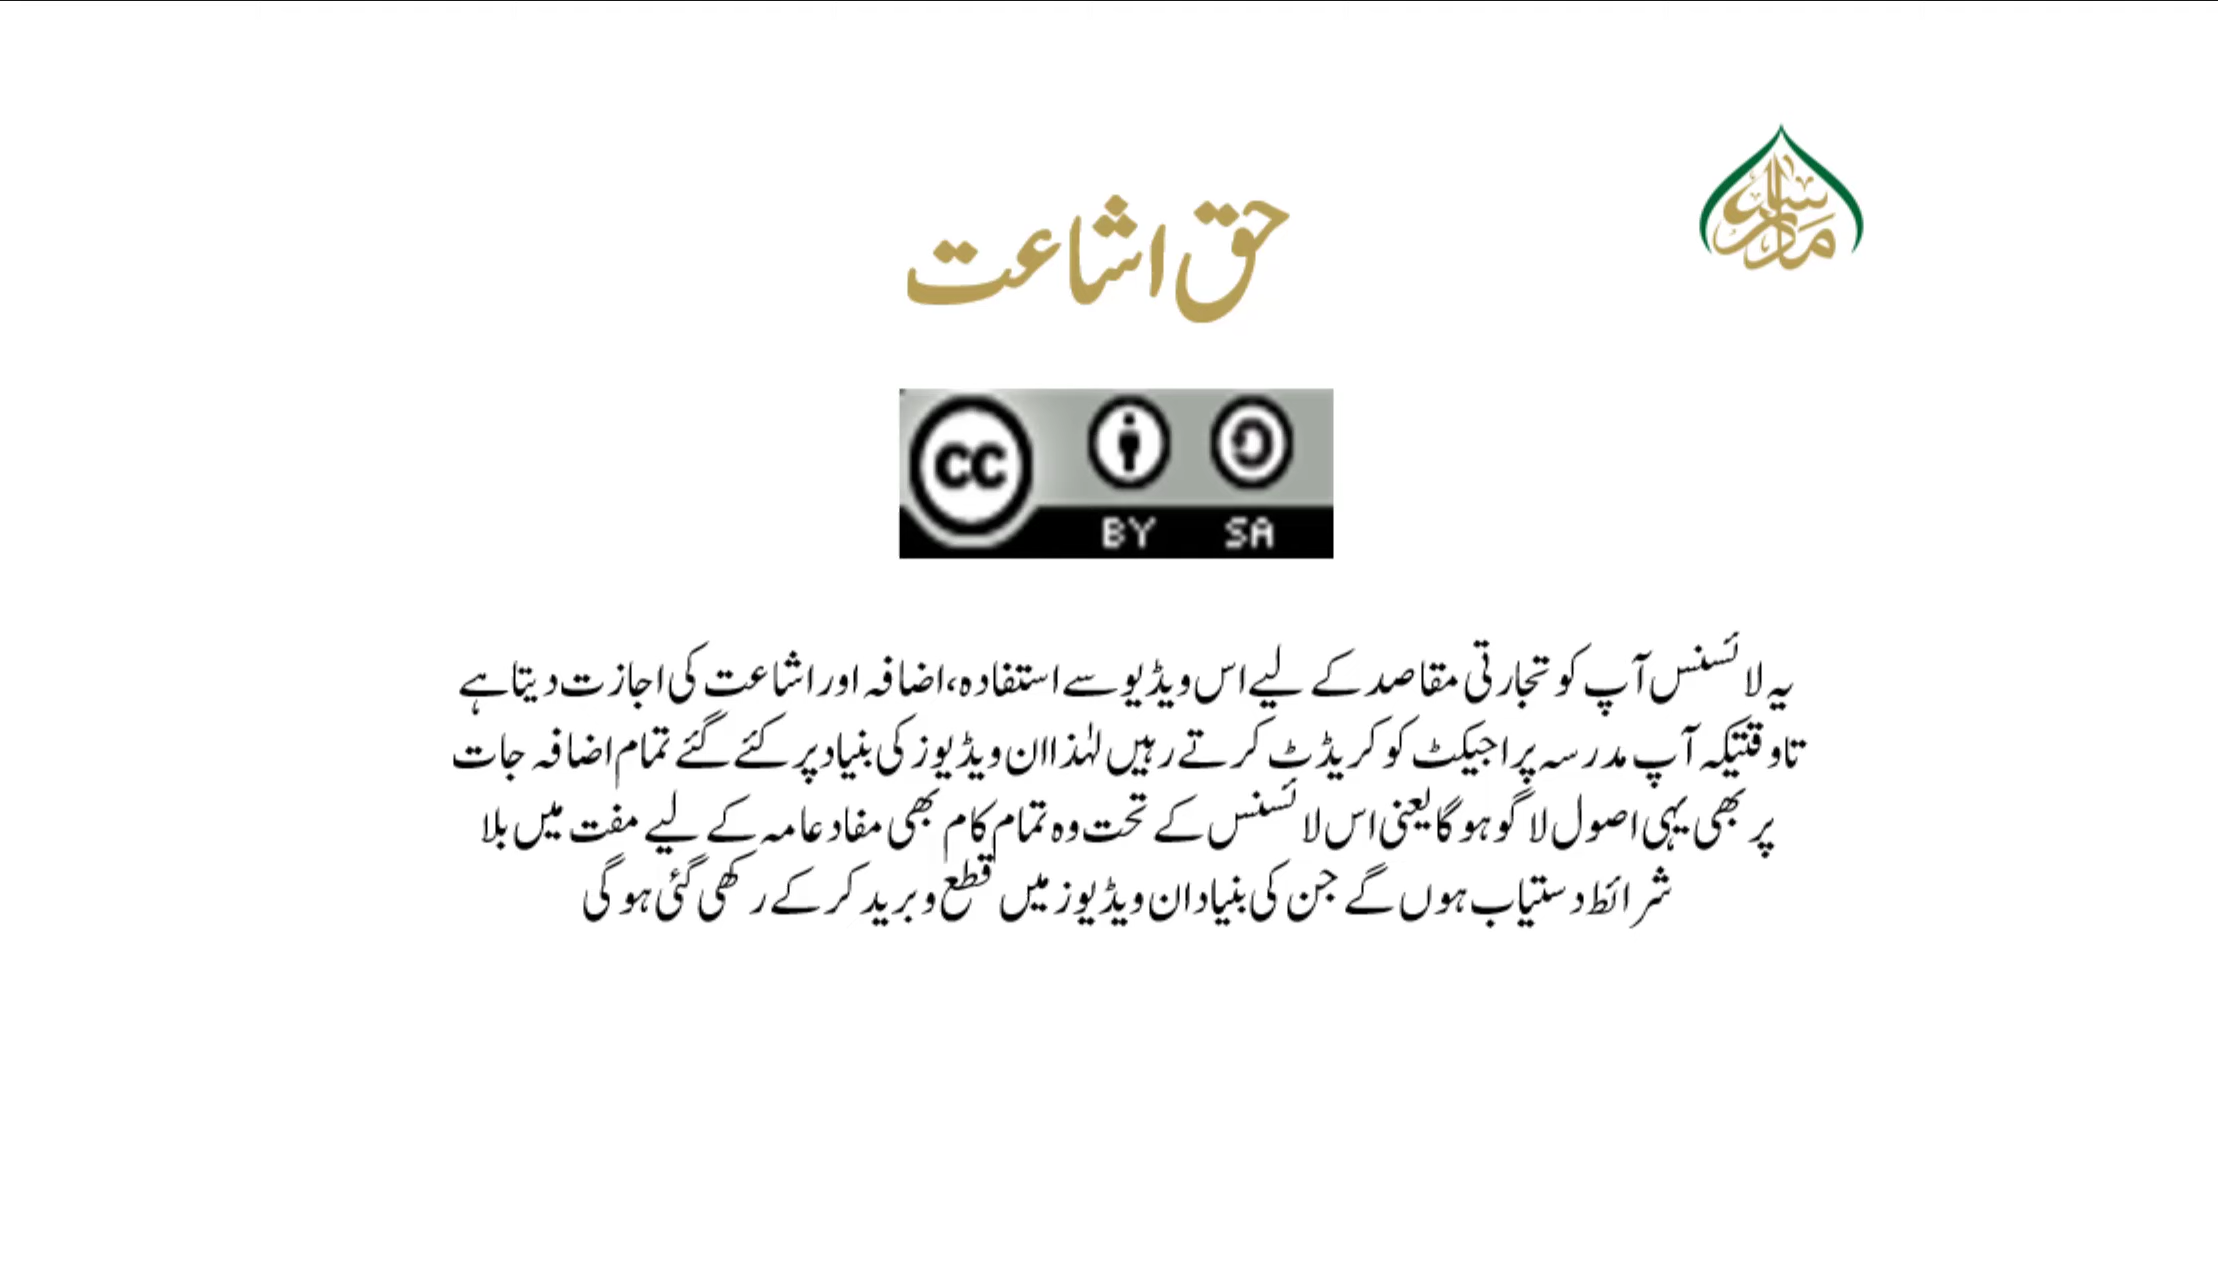 حق اشاعت
مدرسہ
cc
BY SA
یہ لائسنس آپ کو تجارتی مقاصد کے لیے اس ویڈیو سے استفادہ، اضافہ اور اشاعت کی اجازت دیتا ہے
تاوقتیکہ آپ مدرسہ پراجیکٹ کو کریڈٹ کرتے رہیں لہٰذا ان ویڈیوز کی بنیاد پر کئے گئے تمام اضافہ جات
پر بھی یہی اصول لاگو ہوگا یعنی اس لائسنس کے تحت وہ تمام کام بھی مفاد عامہ کے لیے مفت میں بلا
شرائط دستیاب ہوں گے جن کی بنیاد ان ویڈیوز میں قطع و برید کر کے رکھی گئی ہو گی